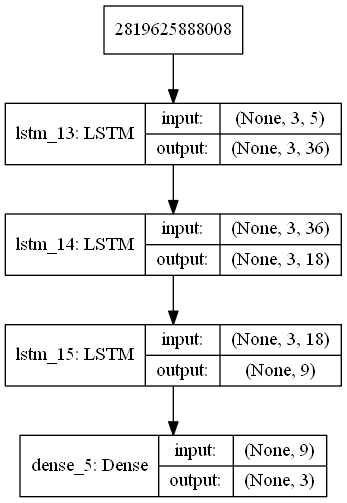 2819625888008
lstm_13: LSTM
input:
(None, 3, 5)
output:
(None, 3, 36)
lstm_14: LSTM
input:
(None, 3, 36)
output:
(None, 3, 18)
lstm_15: LSTM
input:
(None, 3, 18)
output:
(None, 9)
dense_5: Dense
input:
(None, 9)
output:
(None, 3)